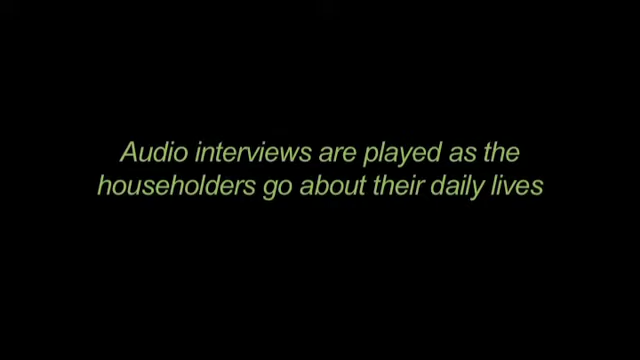 Audio interviews are played as the
householders go about their daily lives